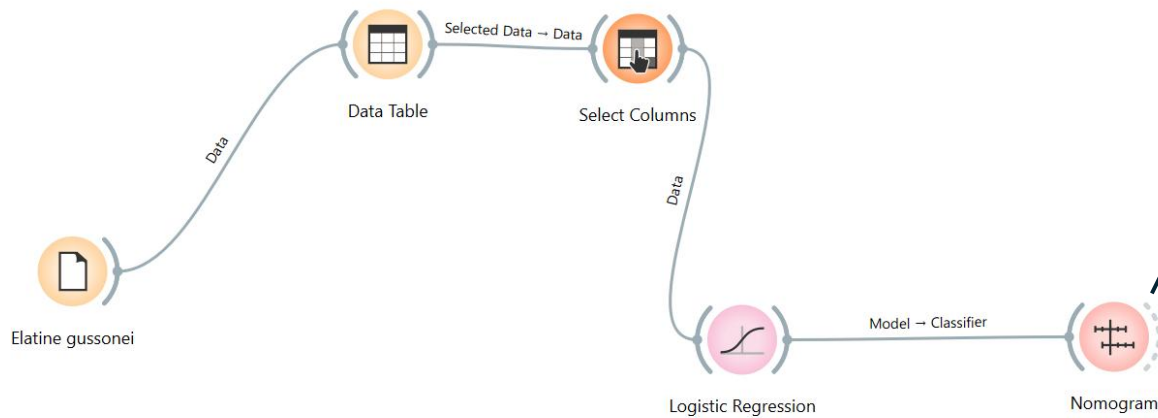 Selected Data → Data
Data Table
Select Columns
Data
Data
Elatine gussonei
Model → Classifier
Logistic Regression
Nomogram